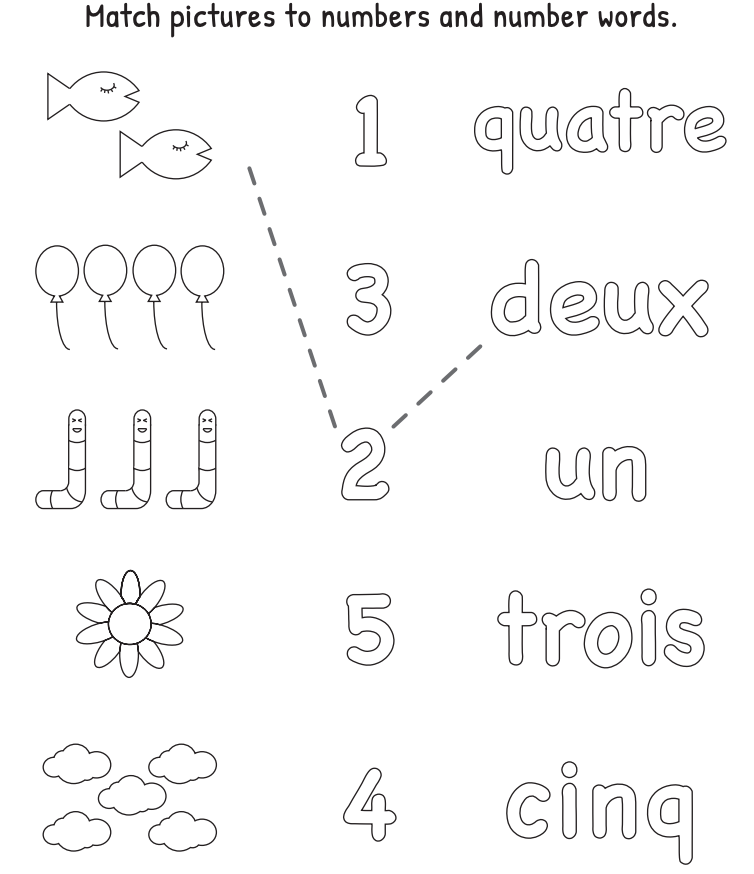 Match pictures to numbers and number words.
1 quatre
3 deux
2 un
5 trois
4 cinq